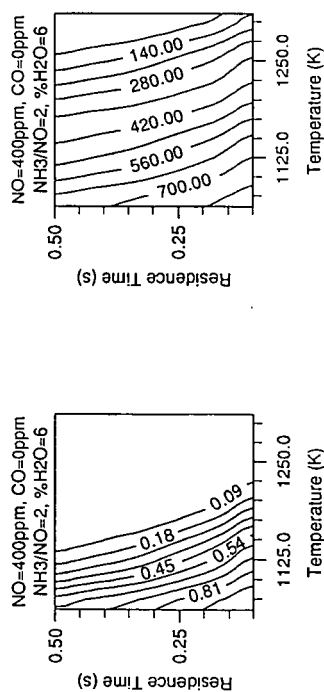 NO=400ppm, CO=0ppm
NH3/NO=2, %H2O=6
0.50
0.25
Residence Time (s)
0.09
0.18
0.45
0.54
0.81
1125.0
1250.0
Temperature (K)
NO=400ppm, CO=0ppm
NH3/NO=2, %H2O=6
0.50
0.25
Residence Time (s)
140.00
280.00
420.00
560.00
700.00
1125.0
1250.0
Temperature (K)